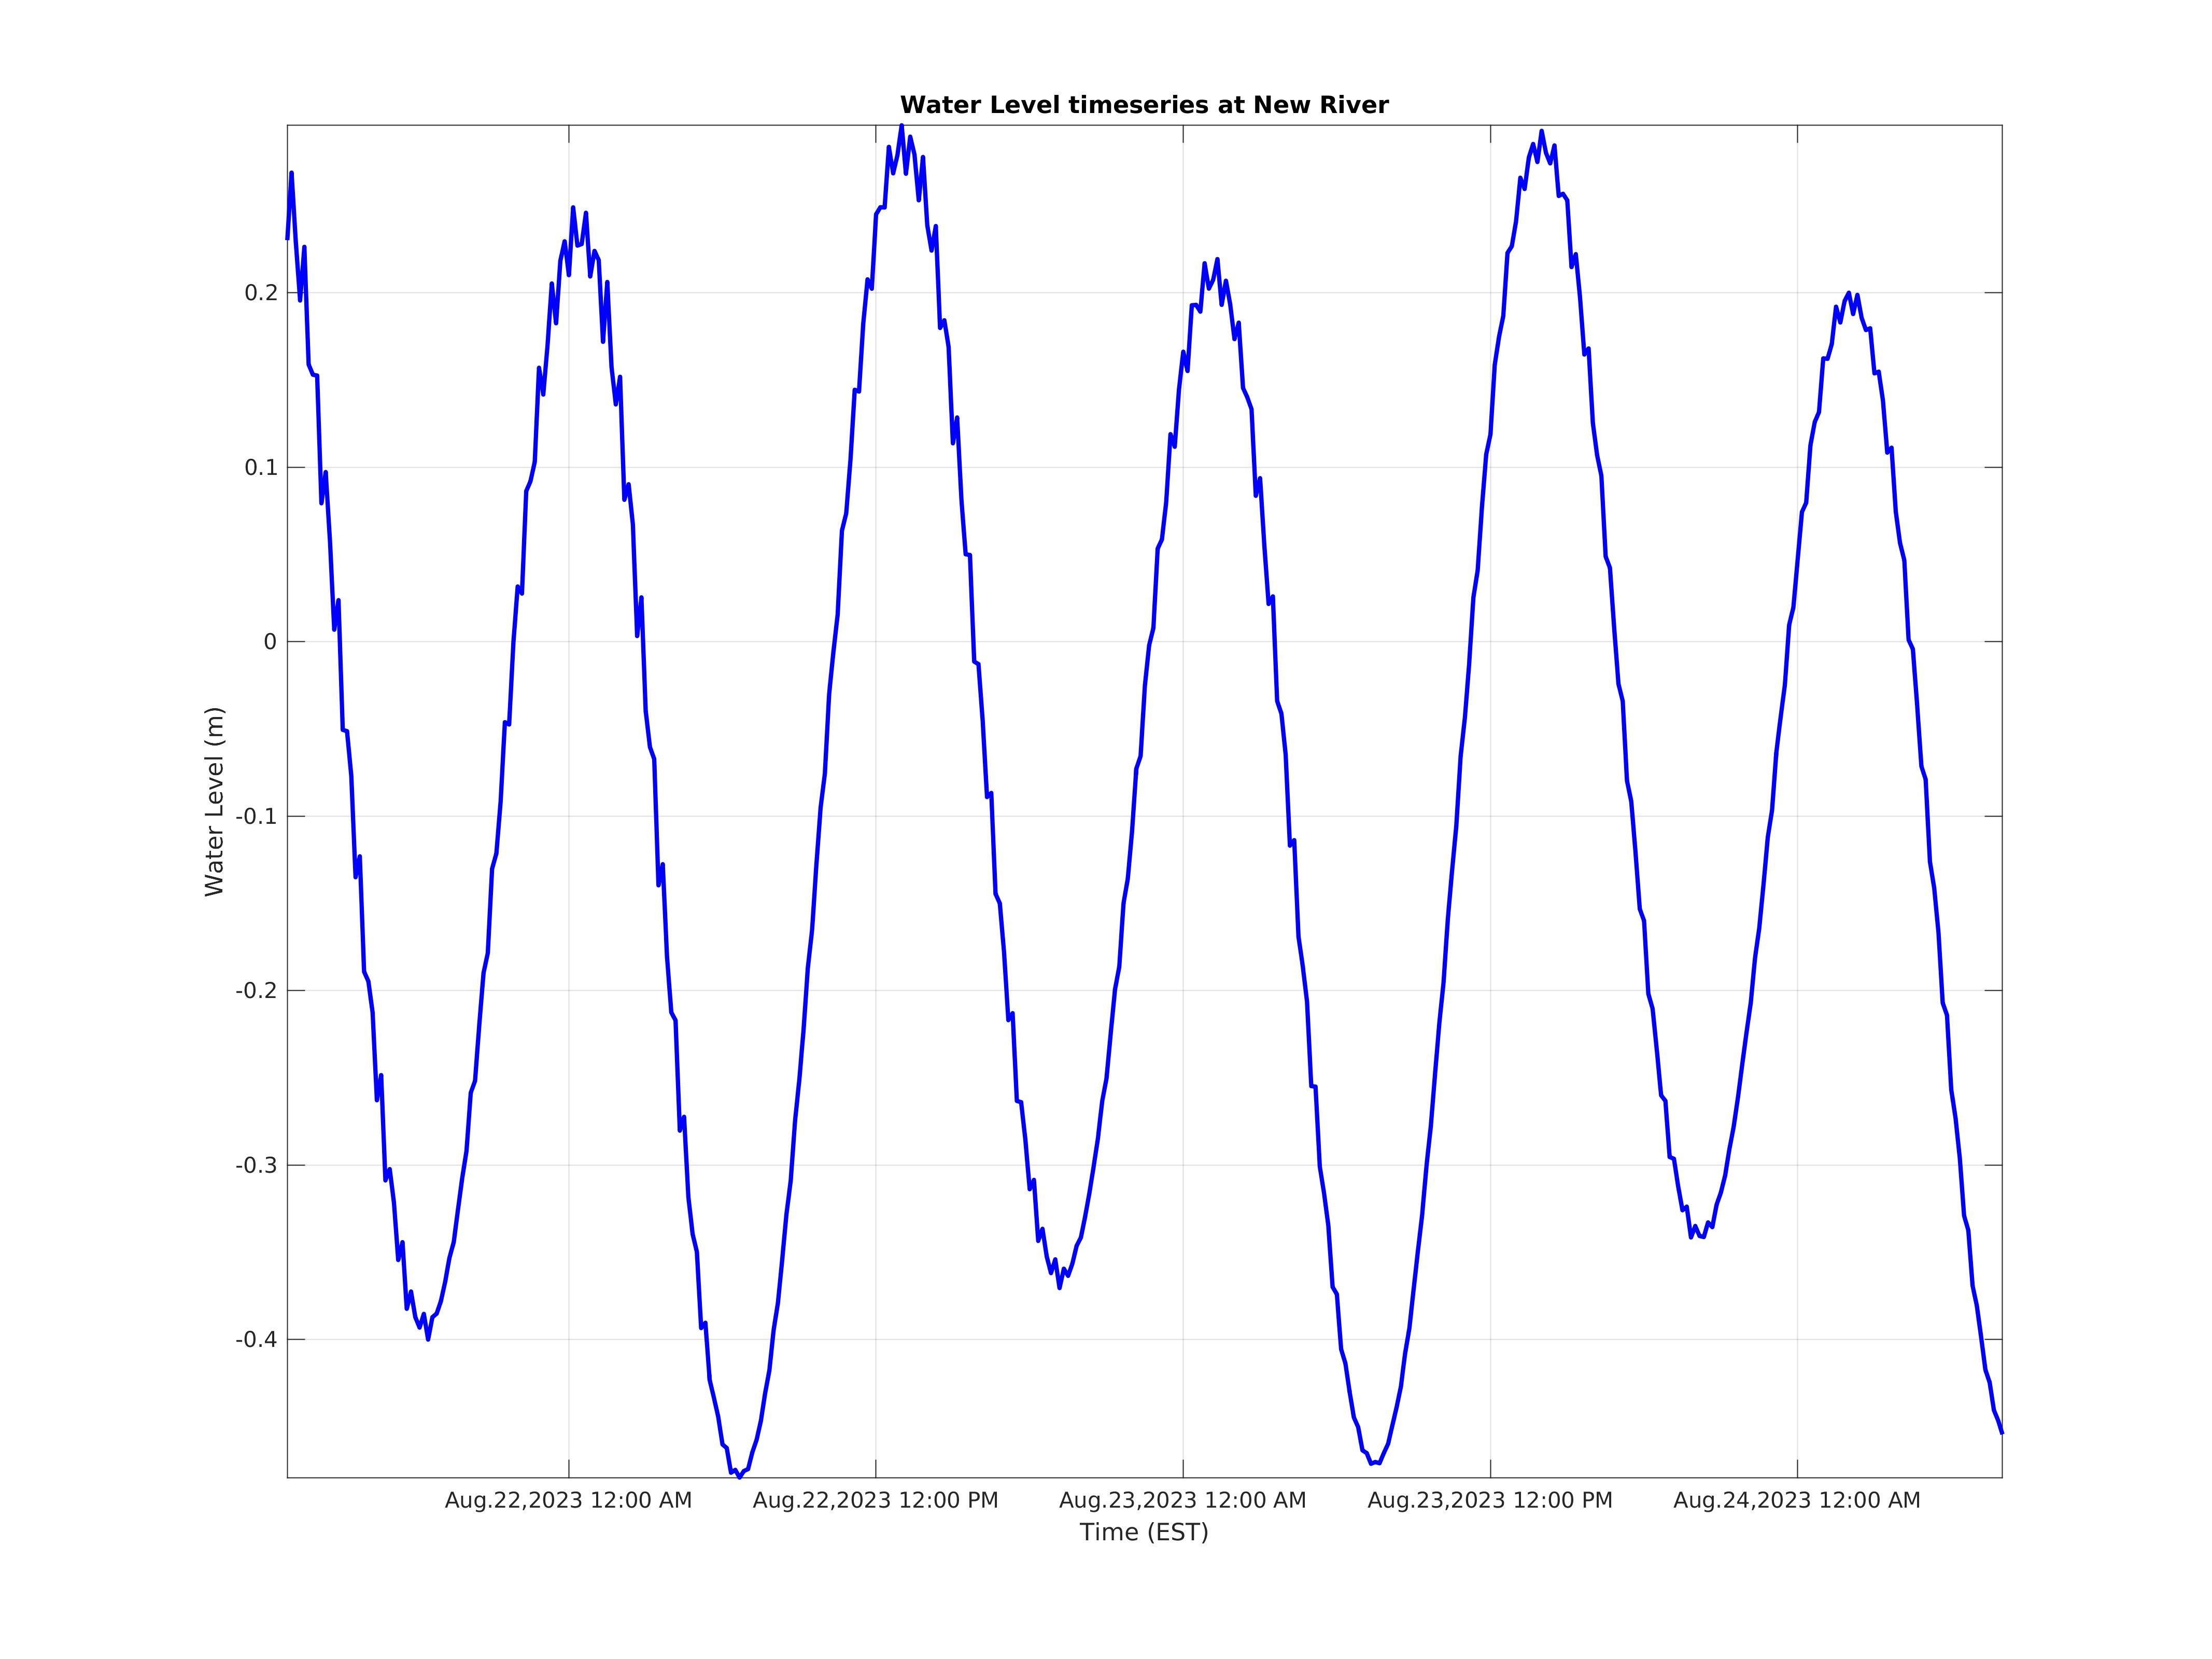 Water Level timeseries at New River
Water Level (m)
0.2
0.1
0
-0.1
-0.2
-0.3
-0.4
Aug.22,2023 12:00 AM
Aug.22,2023 12:00 PM
Aug.23,2023 12:00 AM
Aug.23,2023 12:00 PM
Aug.24,2023 12:00 AM
Time (EST)